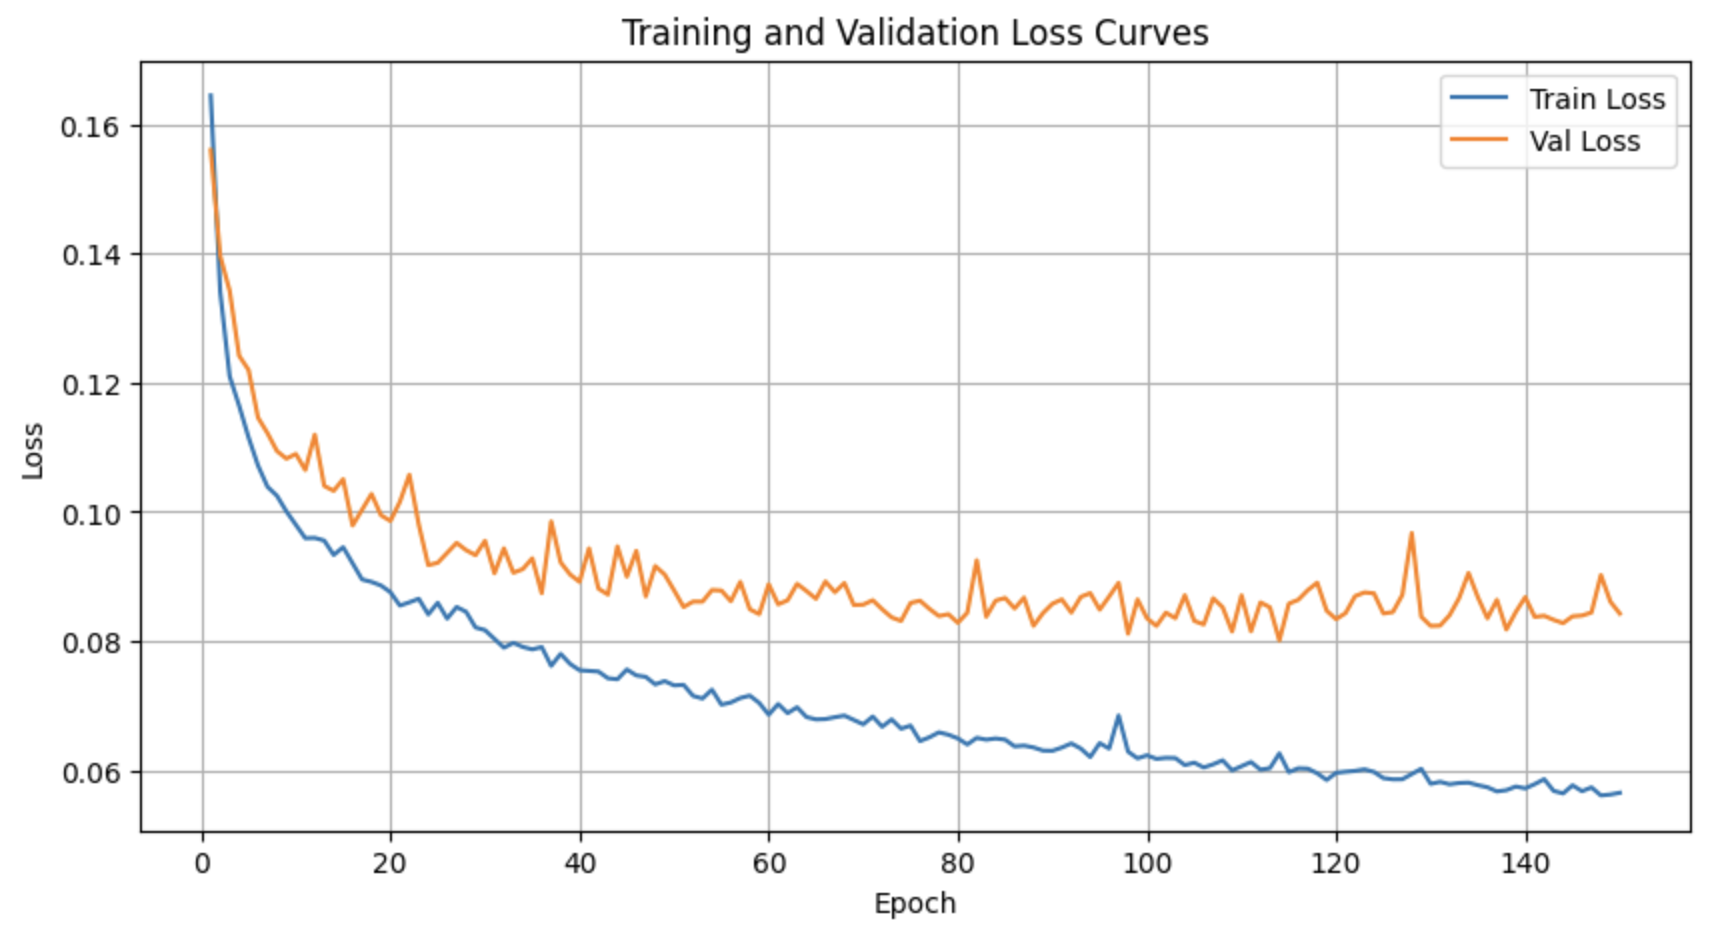 Training and Validation Loss Curves
Train Loss
Val Loss
0.16
0.14
0.12
0.10
0.08
0.06
Loss
0 20 40 60 80 100 120 140
Epoch